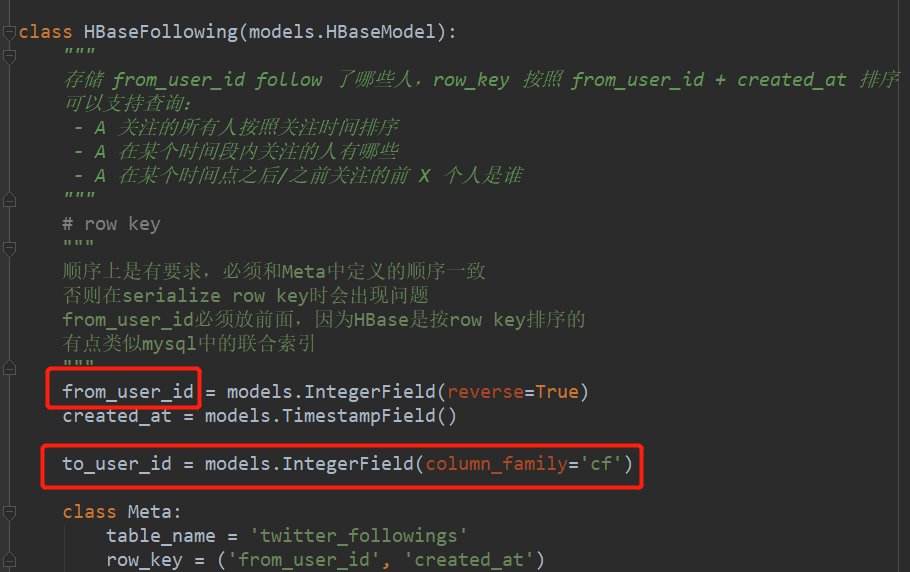 class HBaseFollowing(models.HBaseModel):
"""
存储 from_user_id follow 了哪些人，row_key 按照 from_user_id + created_at 排序
可以支持查询：
- A 关注的所有人按照关注时间排序
- A 在某个时间段内关注的人有哪些
- A 在某个时间点之后/之前关注的前 X 个人是谁
"""
# row key
"""
顺序上是有要求，必须和Meta中定义的顺序一致
否则在serialize row key时会出现问题
from_user_id必须放前面，因为HBase是按row key排序的
有点类似mysql中的联合索引
"""
from_user_id = models.IntegerField(reverse=True)
created_at = models.TimestampField()
to_user_id = models.IntegerField(column_family='cf')
class Meta:
table_name = 'twitter_followings'
row_key = ('from_user_id', 'created_at')